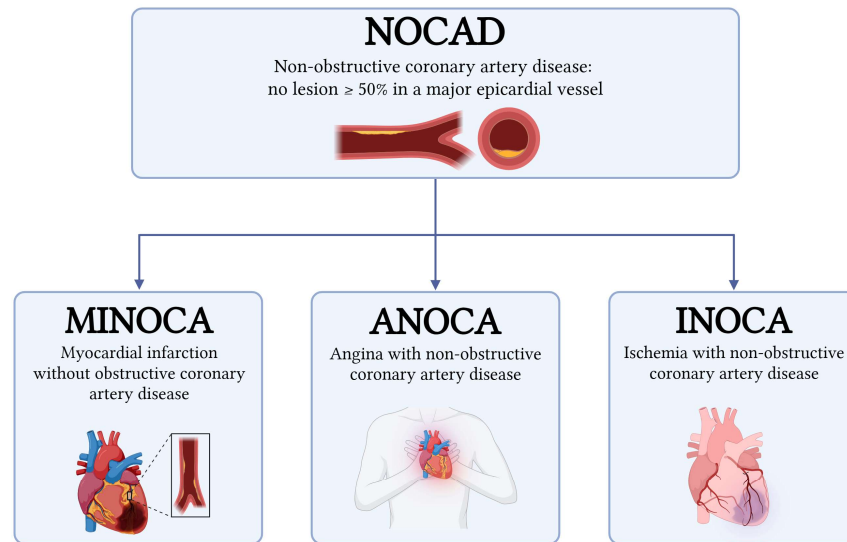 NOCAD
Non-obstructive coronary artery disease:
no lesion ≥ 50% in a major epicardial vessel
MINOCA
Myocardial infarction
without obstructive coronary
artery disease
ANOCA
Angina with non-obstructive
coronary artery disease
INOCA
Ischemia with non-obstructive
coronary artery disease